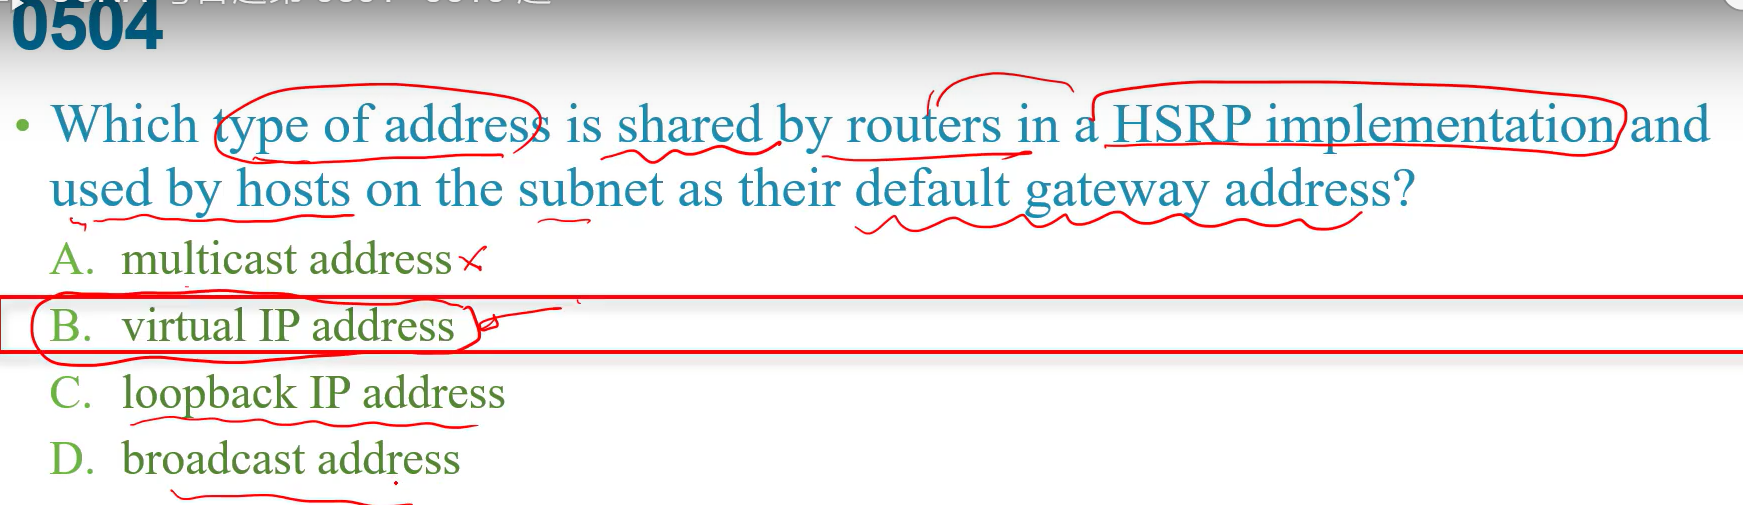 0504
• Which type of address is shared by routers in a HSRP implementation and
used by hosts on the subnet as their default gateway address?
A. multicast address
B. virtual IP address
C. loopback IP address
D. broadcast address